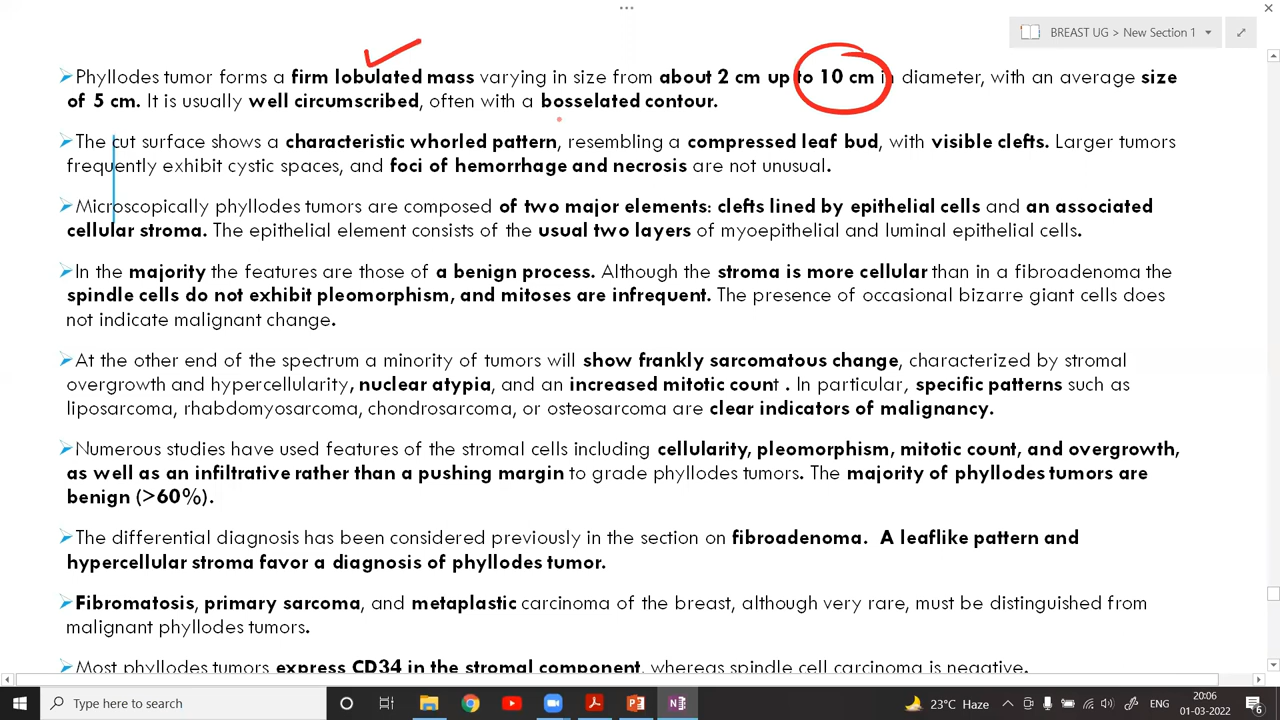 BREAST UG > New Section 1
➤Phyllodes tumor forms a firm lobulated mass varying in size from about 2 cm up to 10 cm in diameter, with an average size
of 5 cm. It is usually well circumscribed, often with a bosselated contour.
➤The cut surface shows a characteristic whorled pattern, resembling a compressed leaf bud, with visible clefts. Larger tumors
frequently exhibit cystic spaces, and foci of hemorrhage and necrosis are not unusual.
➤Microscopically phyllodes tumors are composed of two major elements: clefts lined by epithelial cells and an associated
cellular stroma. The epithelial element consists of the usual two layers of myoepithelial and luminal epithelial cells.
➤In the majority the features are those of a benign process. Although the stroma is more cellular than in a fibroadenoma the
spindle cells do not exhibit pleomorphism, and mitoses are infrequent. The presence of occasional bizarre giant cells does
not indicate malignant change.
➤At the other end of the spectrum a minority of tumors will show frankly sarcomatous change, characterized by stromal
overgrowth and hypercellularity, nuclear atypia, and an increased mitotic count . In particular, specific patterns such as
liposarcoma, rhabdomyosarcoma, chondrosarcoma, or osteosarcoma are clear indicators of malignancy.
➤Numerous studies have used features of the stromal cells including cellularity, pleomorphism, mitotic count, and overgrowth,
as well as an infiltrative rather than a pushing margin to grade phyllodes tumors. The majority of phyllodes tumors are
benign (>60%).
➤The differential diagnosis has been considered previously in the section on fibroadenoma. A leaflike pattern and
hypercellular stroma favor a diagnosis of phyllodes tumor.
➤Fibromatosis, primary sarcoma, and metaplastic carcinoma of the breast, although very rare, must be distinguished from
malignant phyllodes tumors.
➤Most phyllodes tumors express CD34 in the stromal component, whereas spindle cell carcinoma is negative.
Type here to search
23°C Haze
ENG
20:06
01-03-2022
6